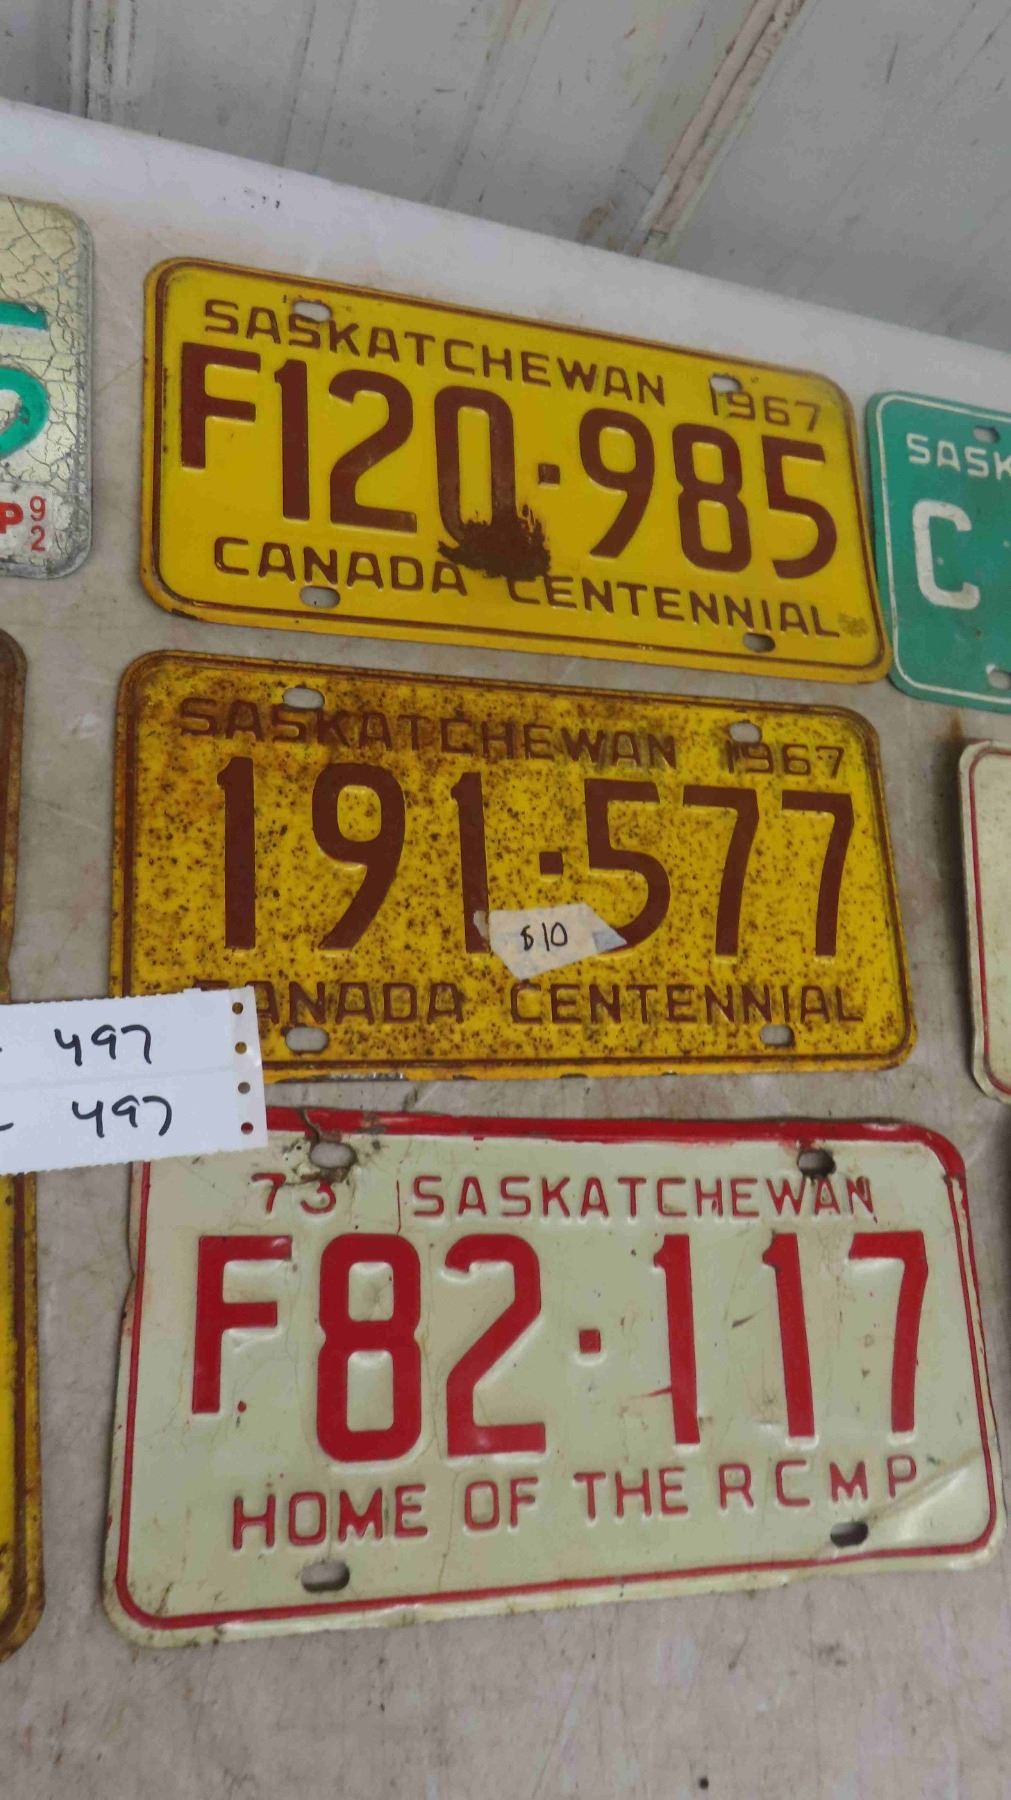 SASKATCHEWAN 1967
F120·985
CANADA CENTENNIAL
P 92
SASK
C
SASKATCHEWAN 1967
191·577
$10
CANADA CENTENNIAL
497
497
73 SASKATCHEWAN
F82·117
HOME OF THE RCMP